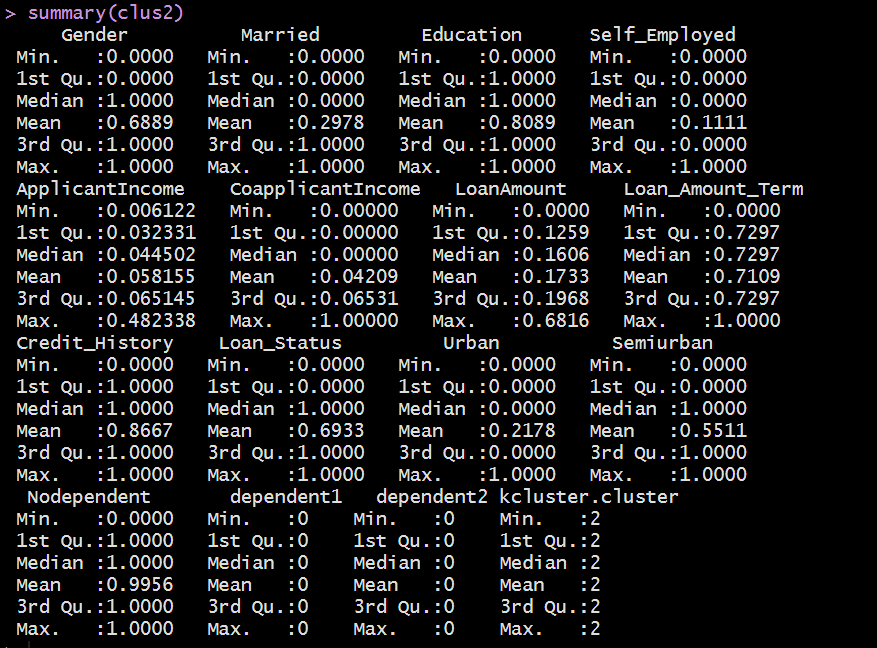 > summary(clus2)
Gender Married Education Self_Employed
Min. :0.0000 Min. :0.0000 Min. :0.0000 Min. :0.0000
1st Qu.:0.0000 1st Qu.:0.0000 1st Qu.:1.0000 1st Qu.:0.0000
Median :1.0000 Median :0.0000 Median :1.0000 Median :0.0000
Mean :0.6889 Mean :0.2978 Mean :0.8089 Mean :0.1111
3rd Qu.:1.0000 3rd Qu.:1.0000 3rd Qu.:1.0000 3rd Qu.:0.0000
Max. :1.0000 Max. :1.0000 Max. :1.0000 Max. :1.0000
ApplicantIncome CoapplicantIncome LoanAmount Loan_Amount_Term
Min. :0.006122 Min. :0.00000 Min. :0.0000 Min. :0.0000
1st Qu.:0.032331 1st Qu.:0.00000 1st Qu.:0.1259 1st Qu.:0.7297
Median :0.044502 Median :0.00000 Median :0.1606 Median :0.7297
Mean :0.058155 Mean :0.04209 Mean :0.1733 Mean :0.7109
3rd Qu.:0.065145 3rd Qu.:0.06531 3rd Qu.:0.1968 3rd Qu.:0.7297
Max. :0.482338 Max. :1.00000 Max. :0.6816 Max. :1.0000
Credit_History Loan_Status Urban Semiurban
Min. :0.0000 Min. :0.0000 Min. :0.0000 Min. :0.0000
1st Qu.:1.0000 1st Qu.:0.0000 1st Qu.:0.0000 1st Qu.:0.0000
Median :1.0000 Median :1.0000 Median :0.0000 Median :1.0000
Mean :0.8667 Mean :0.6933 Mean :0.2178 Mean :0.5511
3rd Qu.:1.0000 3rd Qu.:1.0000 3rd Qu.:0.0000 3rd Qu.:1.0000
Max. :1.0000 Max. :1.0000 Max. :1.0000 Max. :1.0000
Nodependent dependent1 dependent2 kcluster.cluster
Min. :0.0000 Min. :0 Min. :0 Min. :2
1st Qu.:1.0000 1st Qu.:0 1st Qu.:0 1st Qu.:2
Median :1.0000 Median :0 Median :0 Median :2
Mean :0.9956 Mean :0 Mean :0 Mean :2
3rd Qu.:1.0000 3rd Qu.:0 3rd Qu.:0 3rd Qu.:2
Max. :1.0000 Max. :0 Max. :0 Max. :2